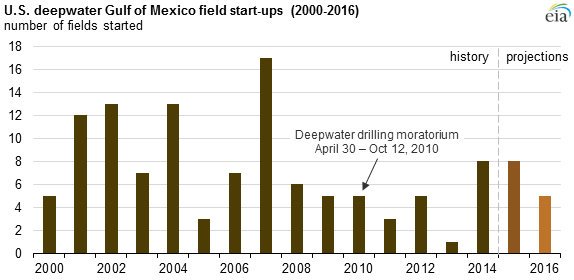 U.S. deepwater Gulf of Mexico field start-ups (2000-2016)
number of fields started
eia
18
history
projections
16
14
12
Deepwater drilling moratorium
April 30 – Oct 12, 2010
10
8
6
4
2
0
2000 2002 2004 2006 2008 2010 2012 2014 2016